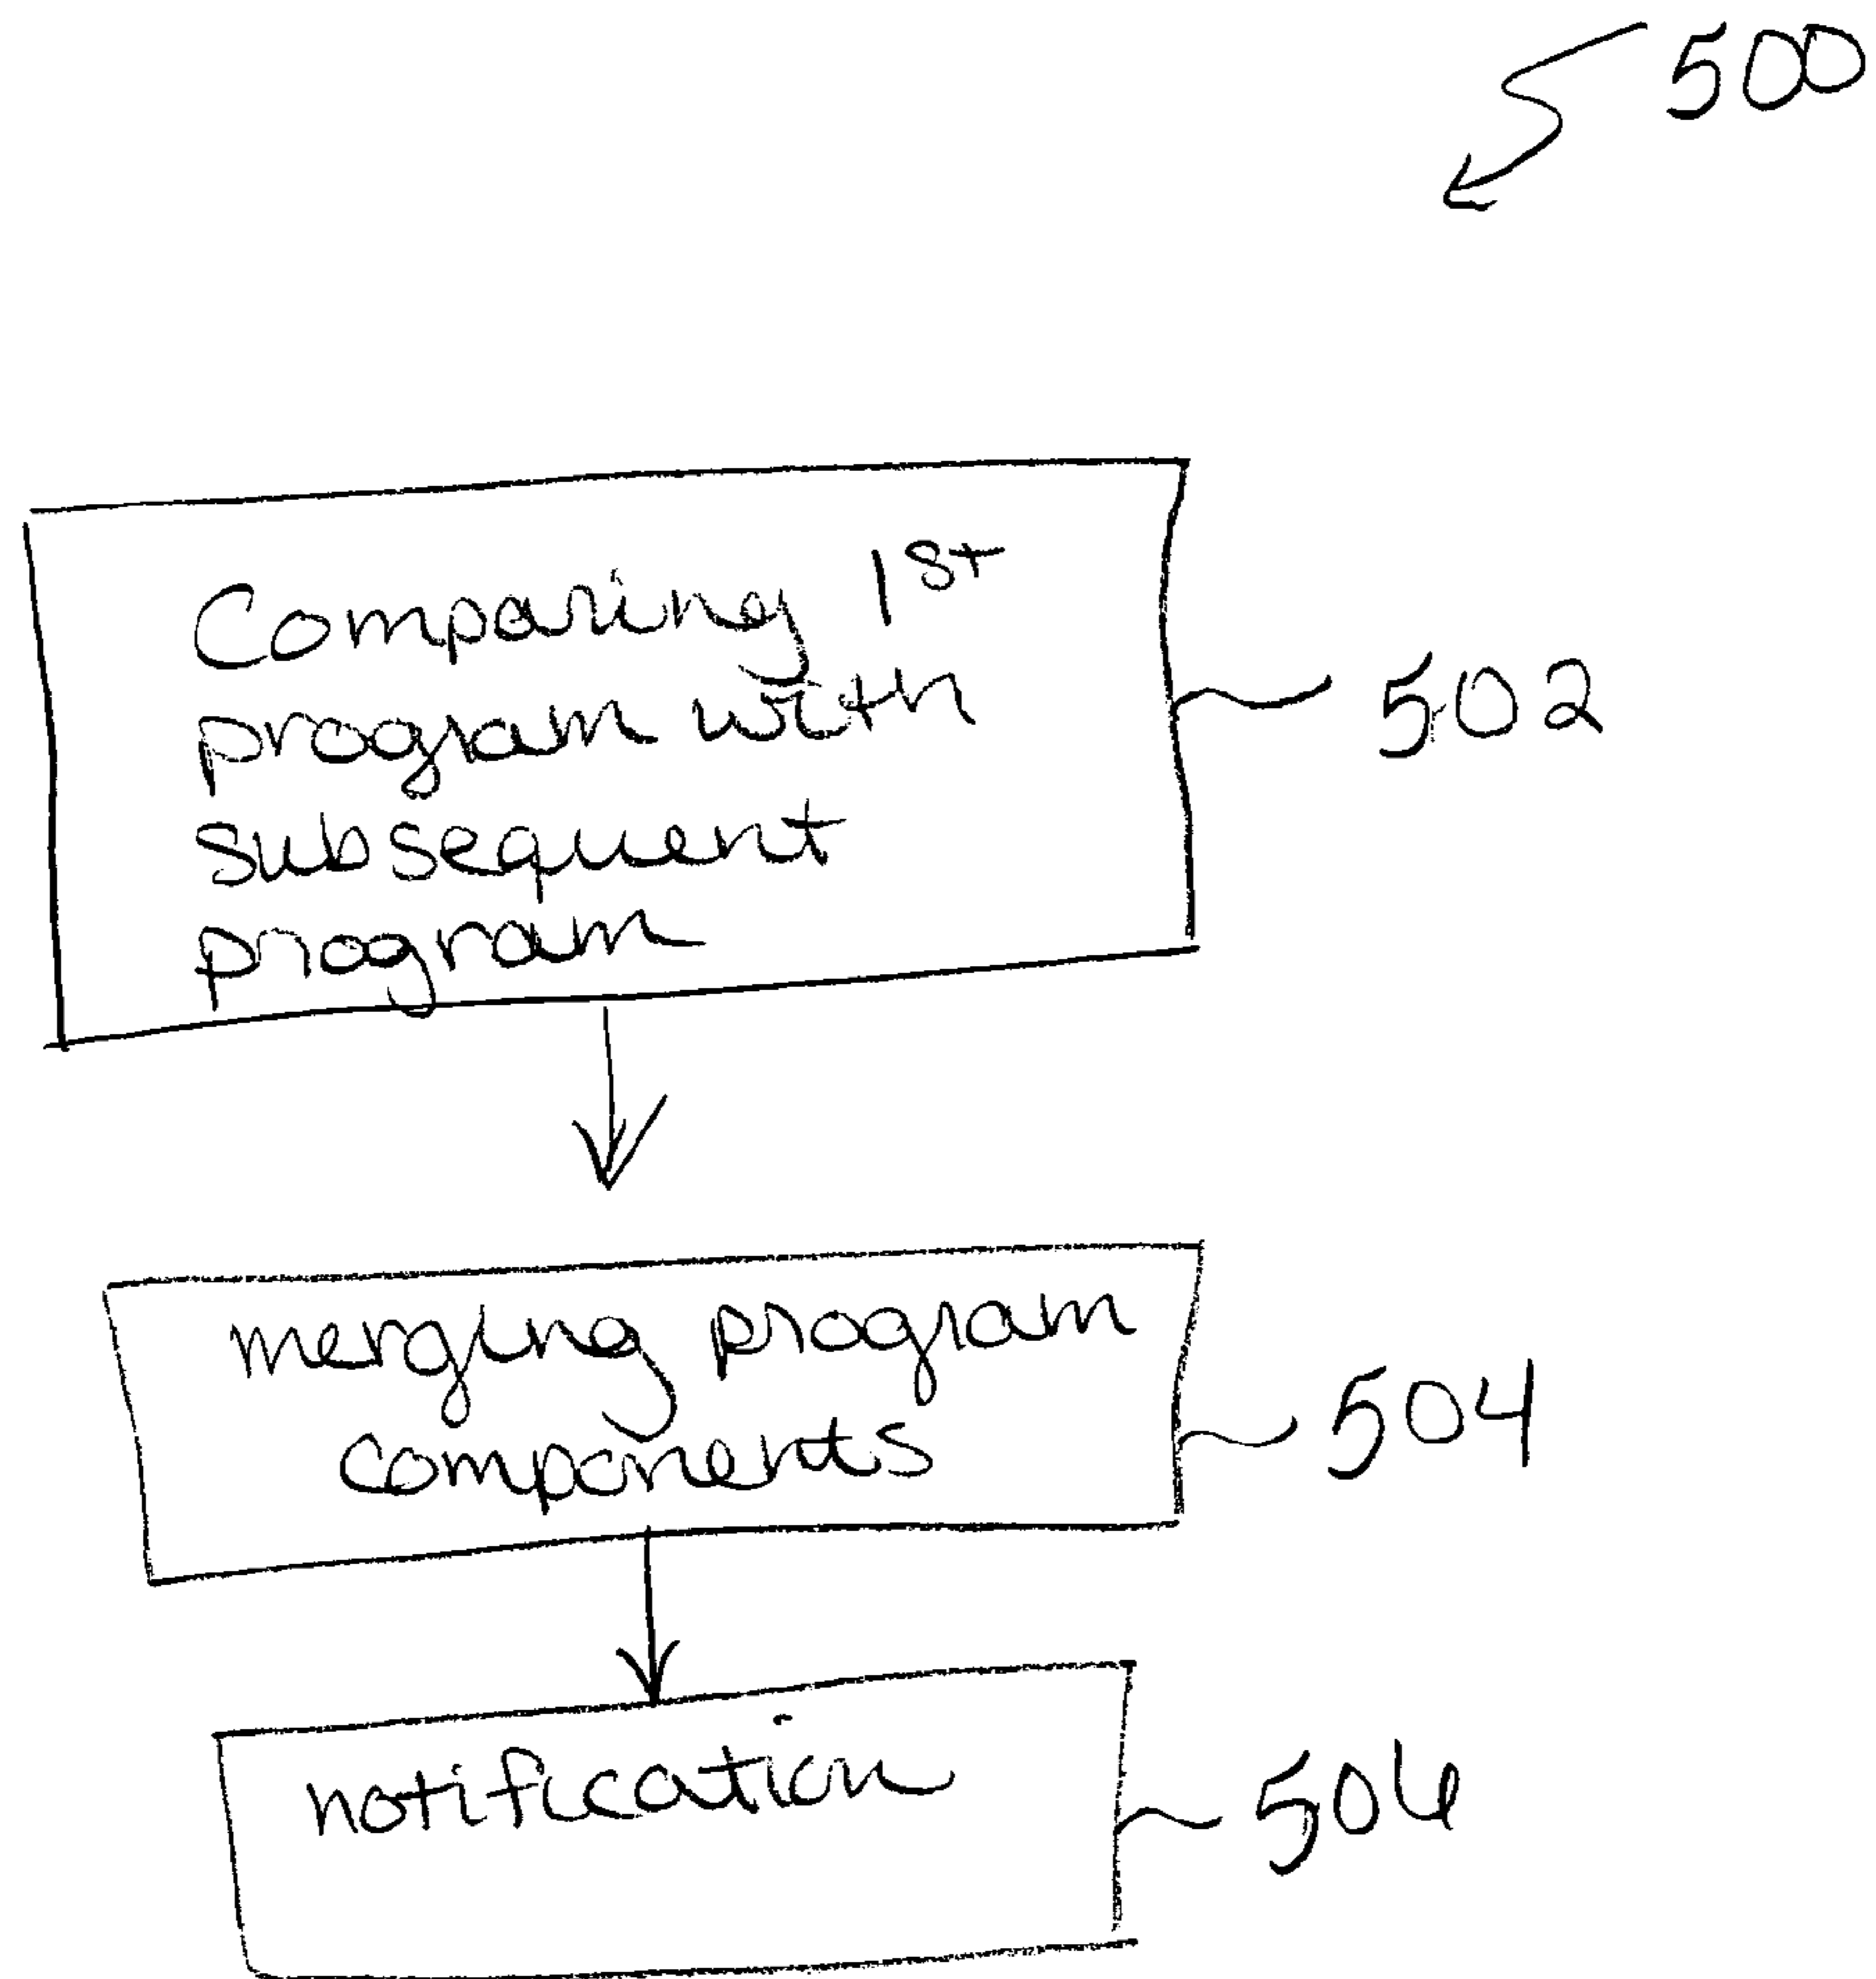 500
Comparing 1st
program with
subsequent
program
502
merging program
components
504
notification
506